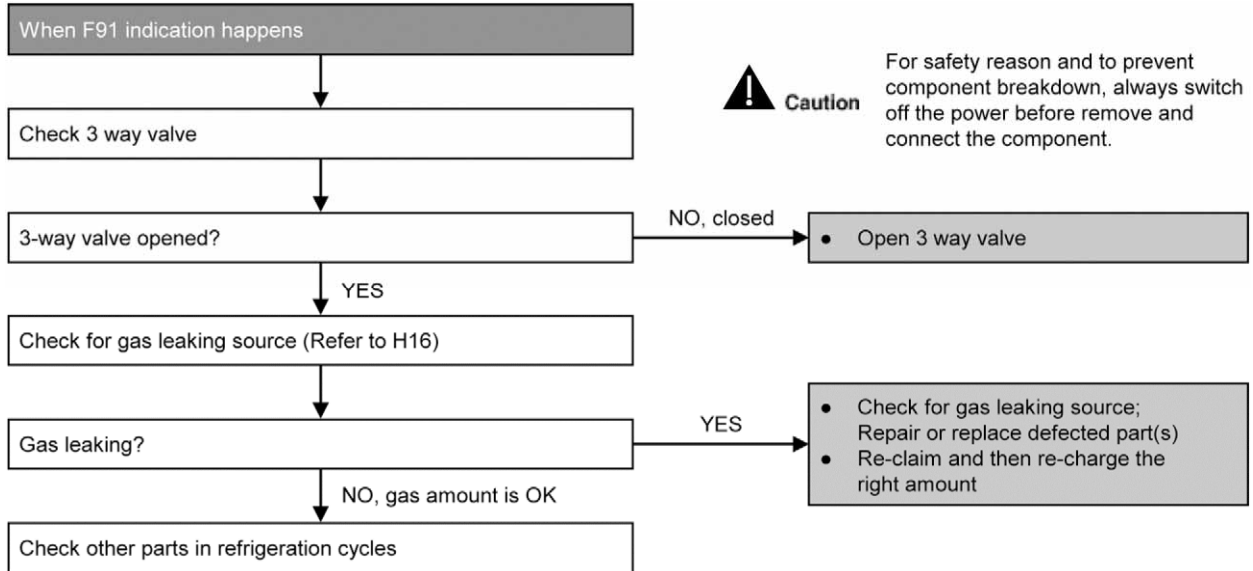 When F91 indication happens
For safety reason and to prevent
component breakdown, always switch
off the power before remove and
connect the component.
Caution
Check 3 way valve
3-way valve opened?
NO, closed
● Open 3 way valve
YES
Check for gas leaking source (Refer to H16)
Gas leaking?
YES
● Check for gas leaking source;
Repair or replace defected part(s)
● Re-claim and then re-charge the
right amount
NO, gas amount is OK
Check other parts in refrigeration cycles